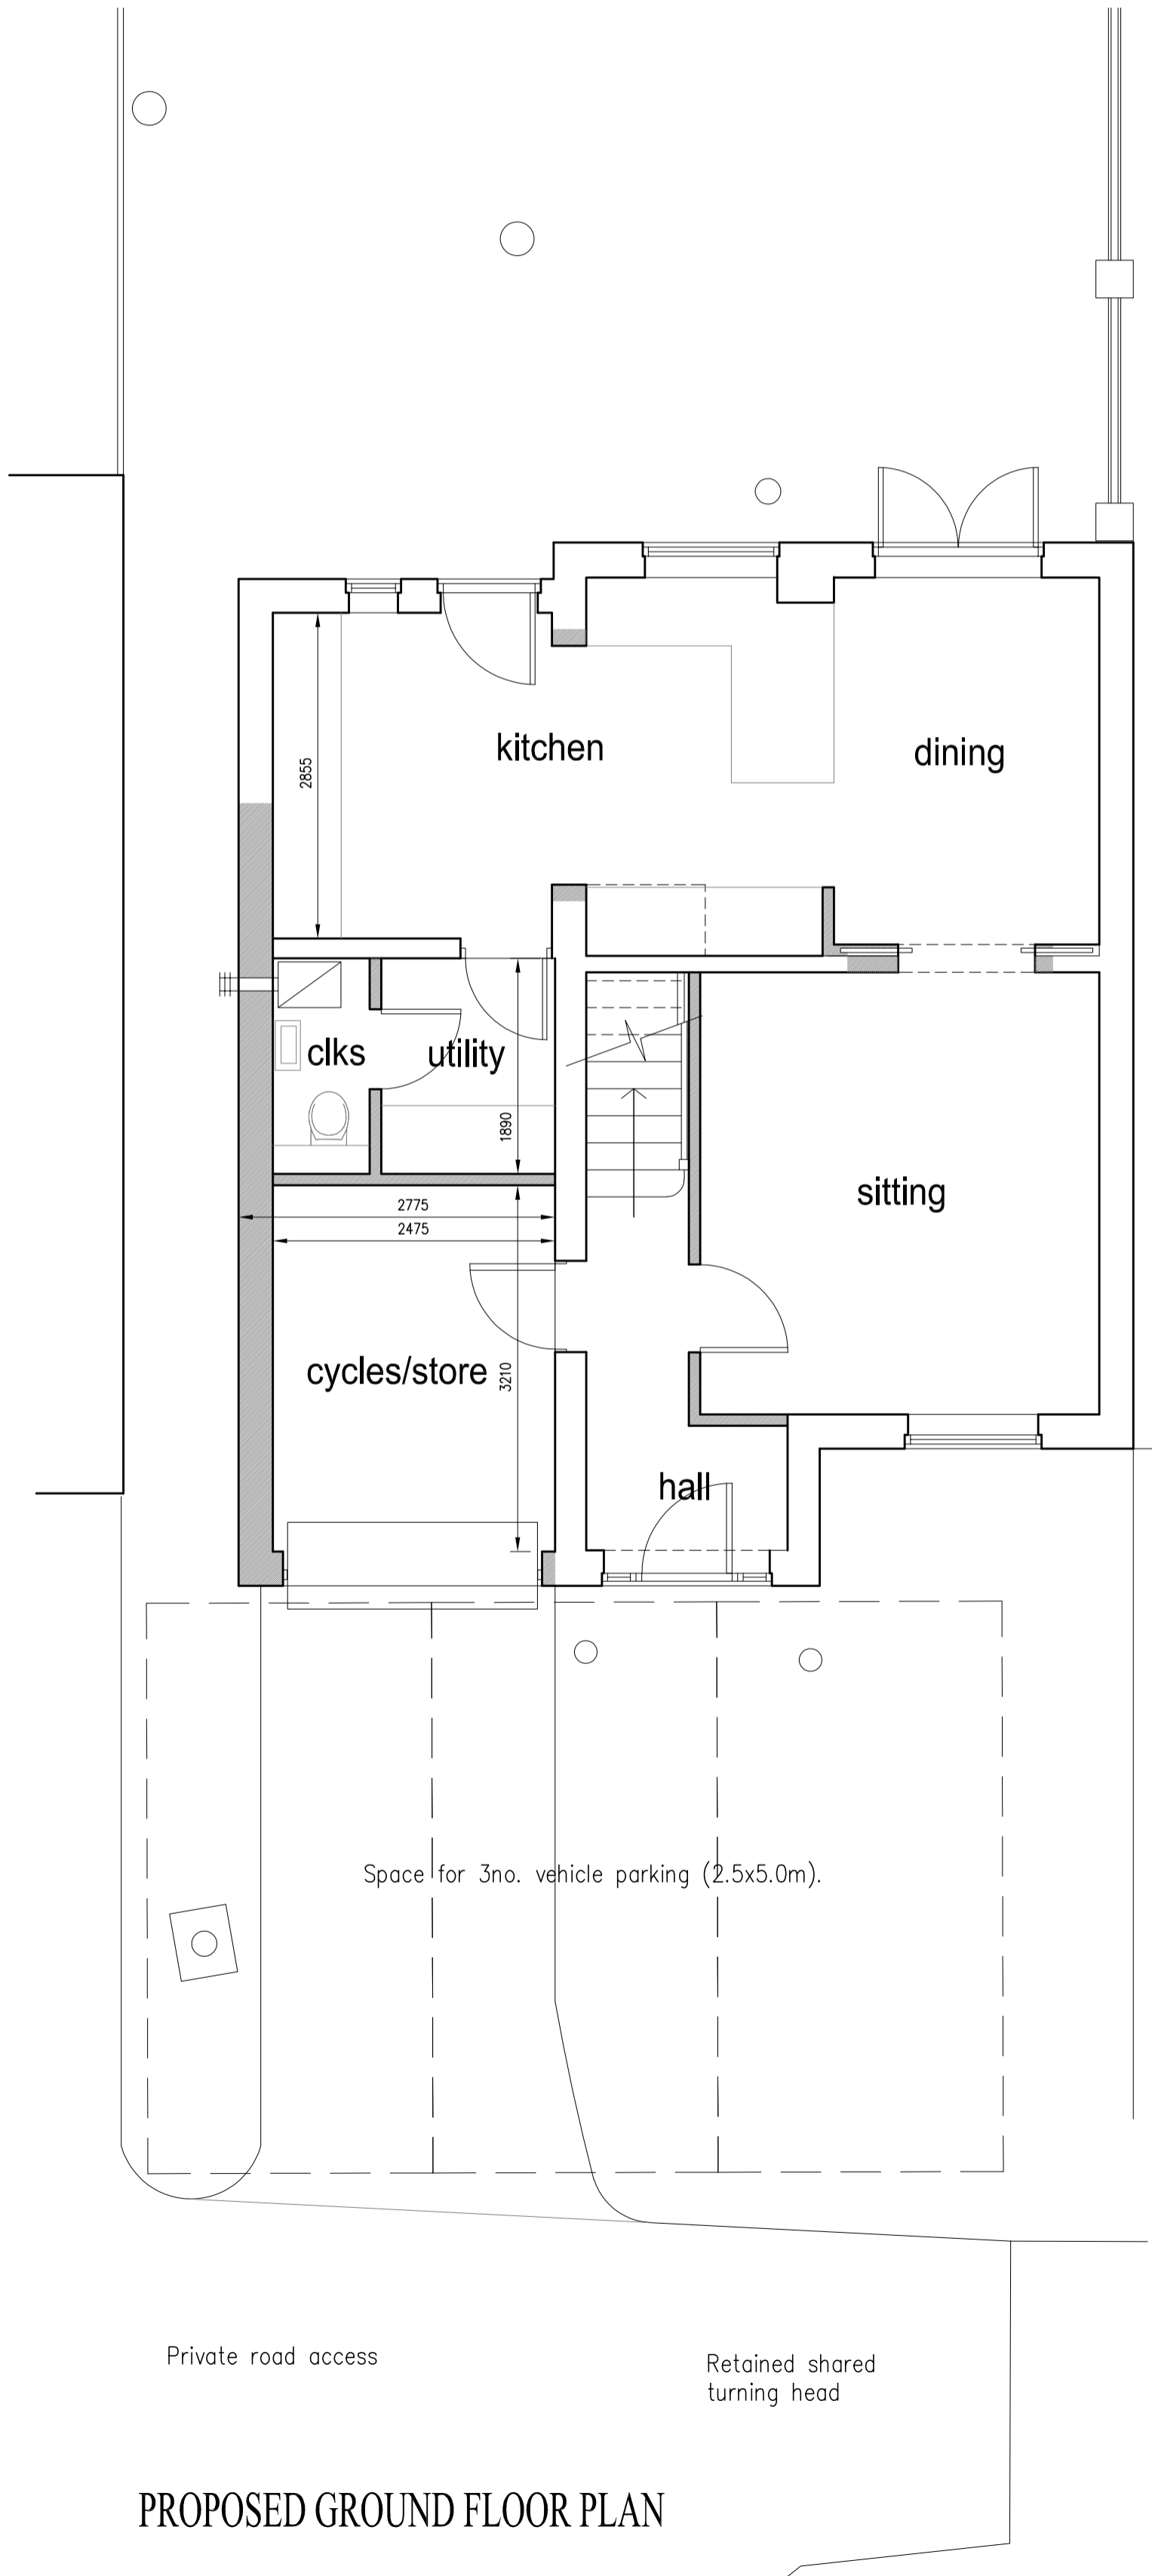 kitchen
dining
2855
clks
utility
1890
sitting
2775
2475
cycles/store
3210
hall
Space for 3no. vehicle parking (2.5x5.0m).
Private road access
Retained shared
turning head
PROPOSED GROUND FLOOR PLAN